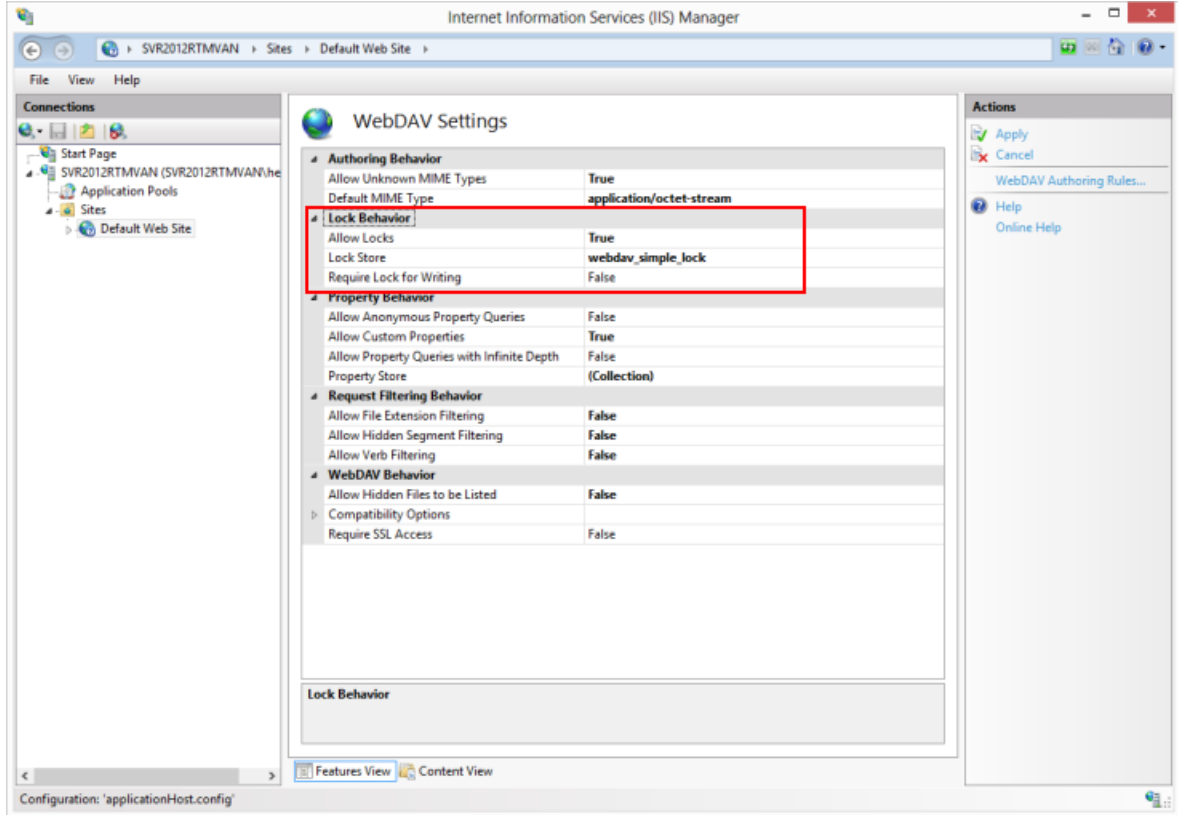 Internet Information Services (IIS) Manager
SVR2012RTMVAN Sites Default Web Site
File View Help
Connections
Start Page
SVR2012RTMVAN (SVR2012RTMVAN\he
Application Pools
Sites
Default Web Site
WebDAV Settings
Authoring Behavior
Allow Unknown MIME Types True
Default MIME Type application/octet-stream
Lock Behavior
Allow Locks True
Lock Store webdav_simple_lock
Require Lock for Writing False
Property Behavior
Allow Anonymous Property Queries False
Allow Custom Properties True
Allow Property Queries with Infinite Depth False
Property Store (Collection)
Request Filtering Behavior
Allow File Extension Filtering False
Allow Hidden Segment Filtering False
Allow Verb Filtering False
WebDAV Behavior
Allow Hidden Files to be Listed False
Compatibility Options
Require SSL Access False
Lock Behavior
Features View Content View
Actions
Apply
Cancel
WebDAV Authoring Rules...
Help
Online Help
Configuration: 'applicationHost.config'